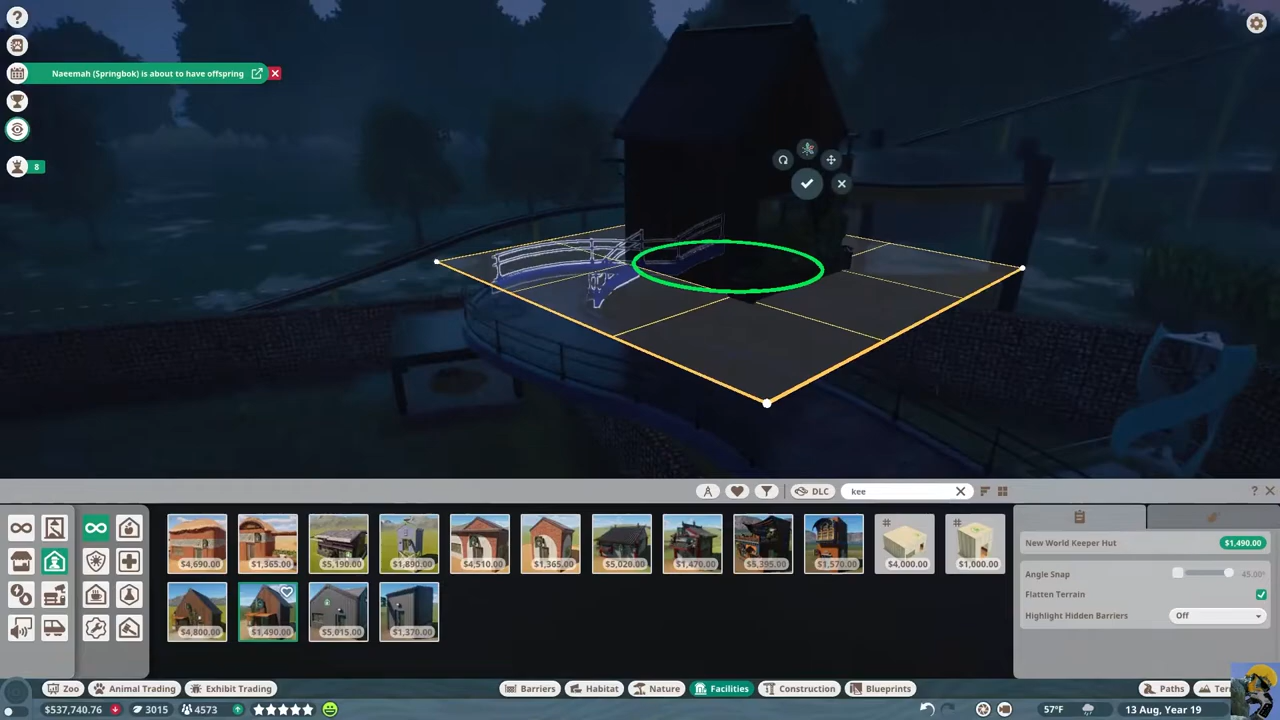 ?
Naeemah (Springbok) is about to have offspring
8
DLC
kee
?
$4,690.00
$1,365.00
$5,190.00
$1,890.00
$4,510.00
$1,365.00
$5,020.00
$1,470.00
$5,395.00
$1,570.00
$4,000.00
$1,000.00
$4,800.00
$1,490.00
$5,015.00
$1,370.00
New World Keeper Hut
$1,490.00
Angle Snap
45.00°
Flatten Terrain
Highlight Hidden Barriers
Off
Zoo
Animal Trading
Exhibit Trading
Barriers
Habitat
Nature
Facilities
Construction
Blueprints
Paths
Terr
$537,740.76
3015
4573
57°F
13 Aug, Year 19